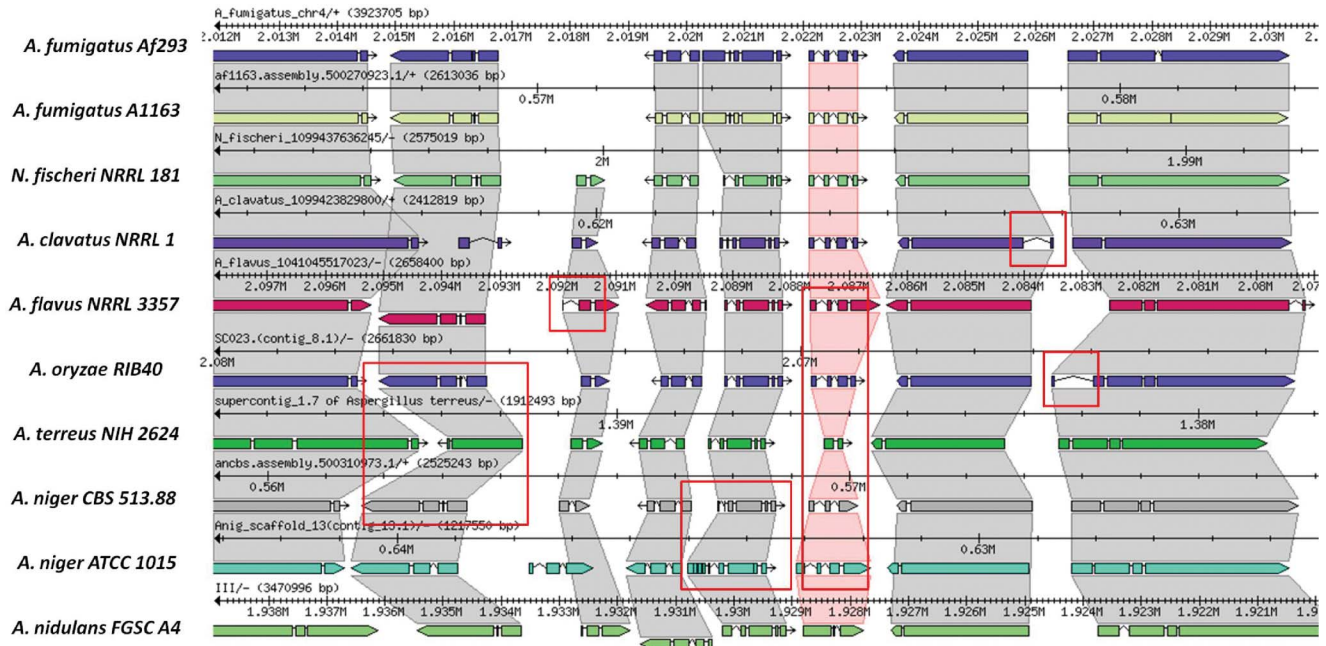 A_fumigatus_chr4/+ (3923705 bp)
2.012M 2.013M 2.014M 2.015M 2.016M 2.017M 2.018M 2.019M 2.020M 2.021M 2.022M 2.023M 2.024M 2.025M 2.026M 2.027M 2.028M 2.029M 2.03M 2.0
A. fumigatus Af293
af1163.assembly.500270923.1/+ (2613036 bp)
0.57M 0.58M
A. fumigatus A1163
N_fischeri_1099437636245/- (2575019 bp)
2M 1.99M
N. fischeri NRRL 181
A_clavatus_1099423829800/+ (2412819 bp)
0.62M 0.63M
A. clavatus NRRL 1
A_flavus_1041045517023/- (2658400 bp)
2.097M 2.096M 2.095M 2.094M 2.093M 2.092M 2.091M 2.09M 2.089M 2.088M 2.087M 2.086M 2.085M 2.084M 2.083M 2.082M 2.081M 2.08M 2.07
A. flavus NRRL 3357
SC023.(contig_8.1)/- (2661830 bp)
2.08M 2.07M
A. oryzae RIB40
supercontig_1.7 of Aspergillus terreus/- (1912493 bp)
1.39M 1.38M
A. terreus NIH 2624
ancbs.assembly.500310973.1/+ (2525243 bp)
0.56M 0.57M
A. niger CBS 513.88
Anig_scaffold_13(contig_13.1)/- (1217550 bp)
0.64M 0.63M
A. niger ATCC 1015
III/- (3470996 bp)
1.938M 1.937M 1.936M 1.935M 1.934M 1.933M 1.932M 1.931M 1.93M 1.929M 1.928M 1.927M 1.926M 1.925M 1.924M 1.923M 1.922M 1.921M 1.9
A. nidulans FGSC A4